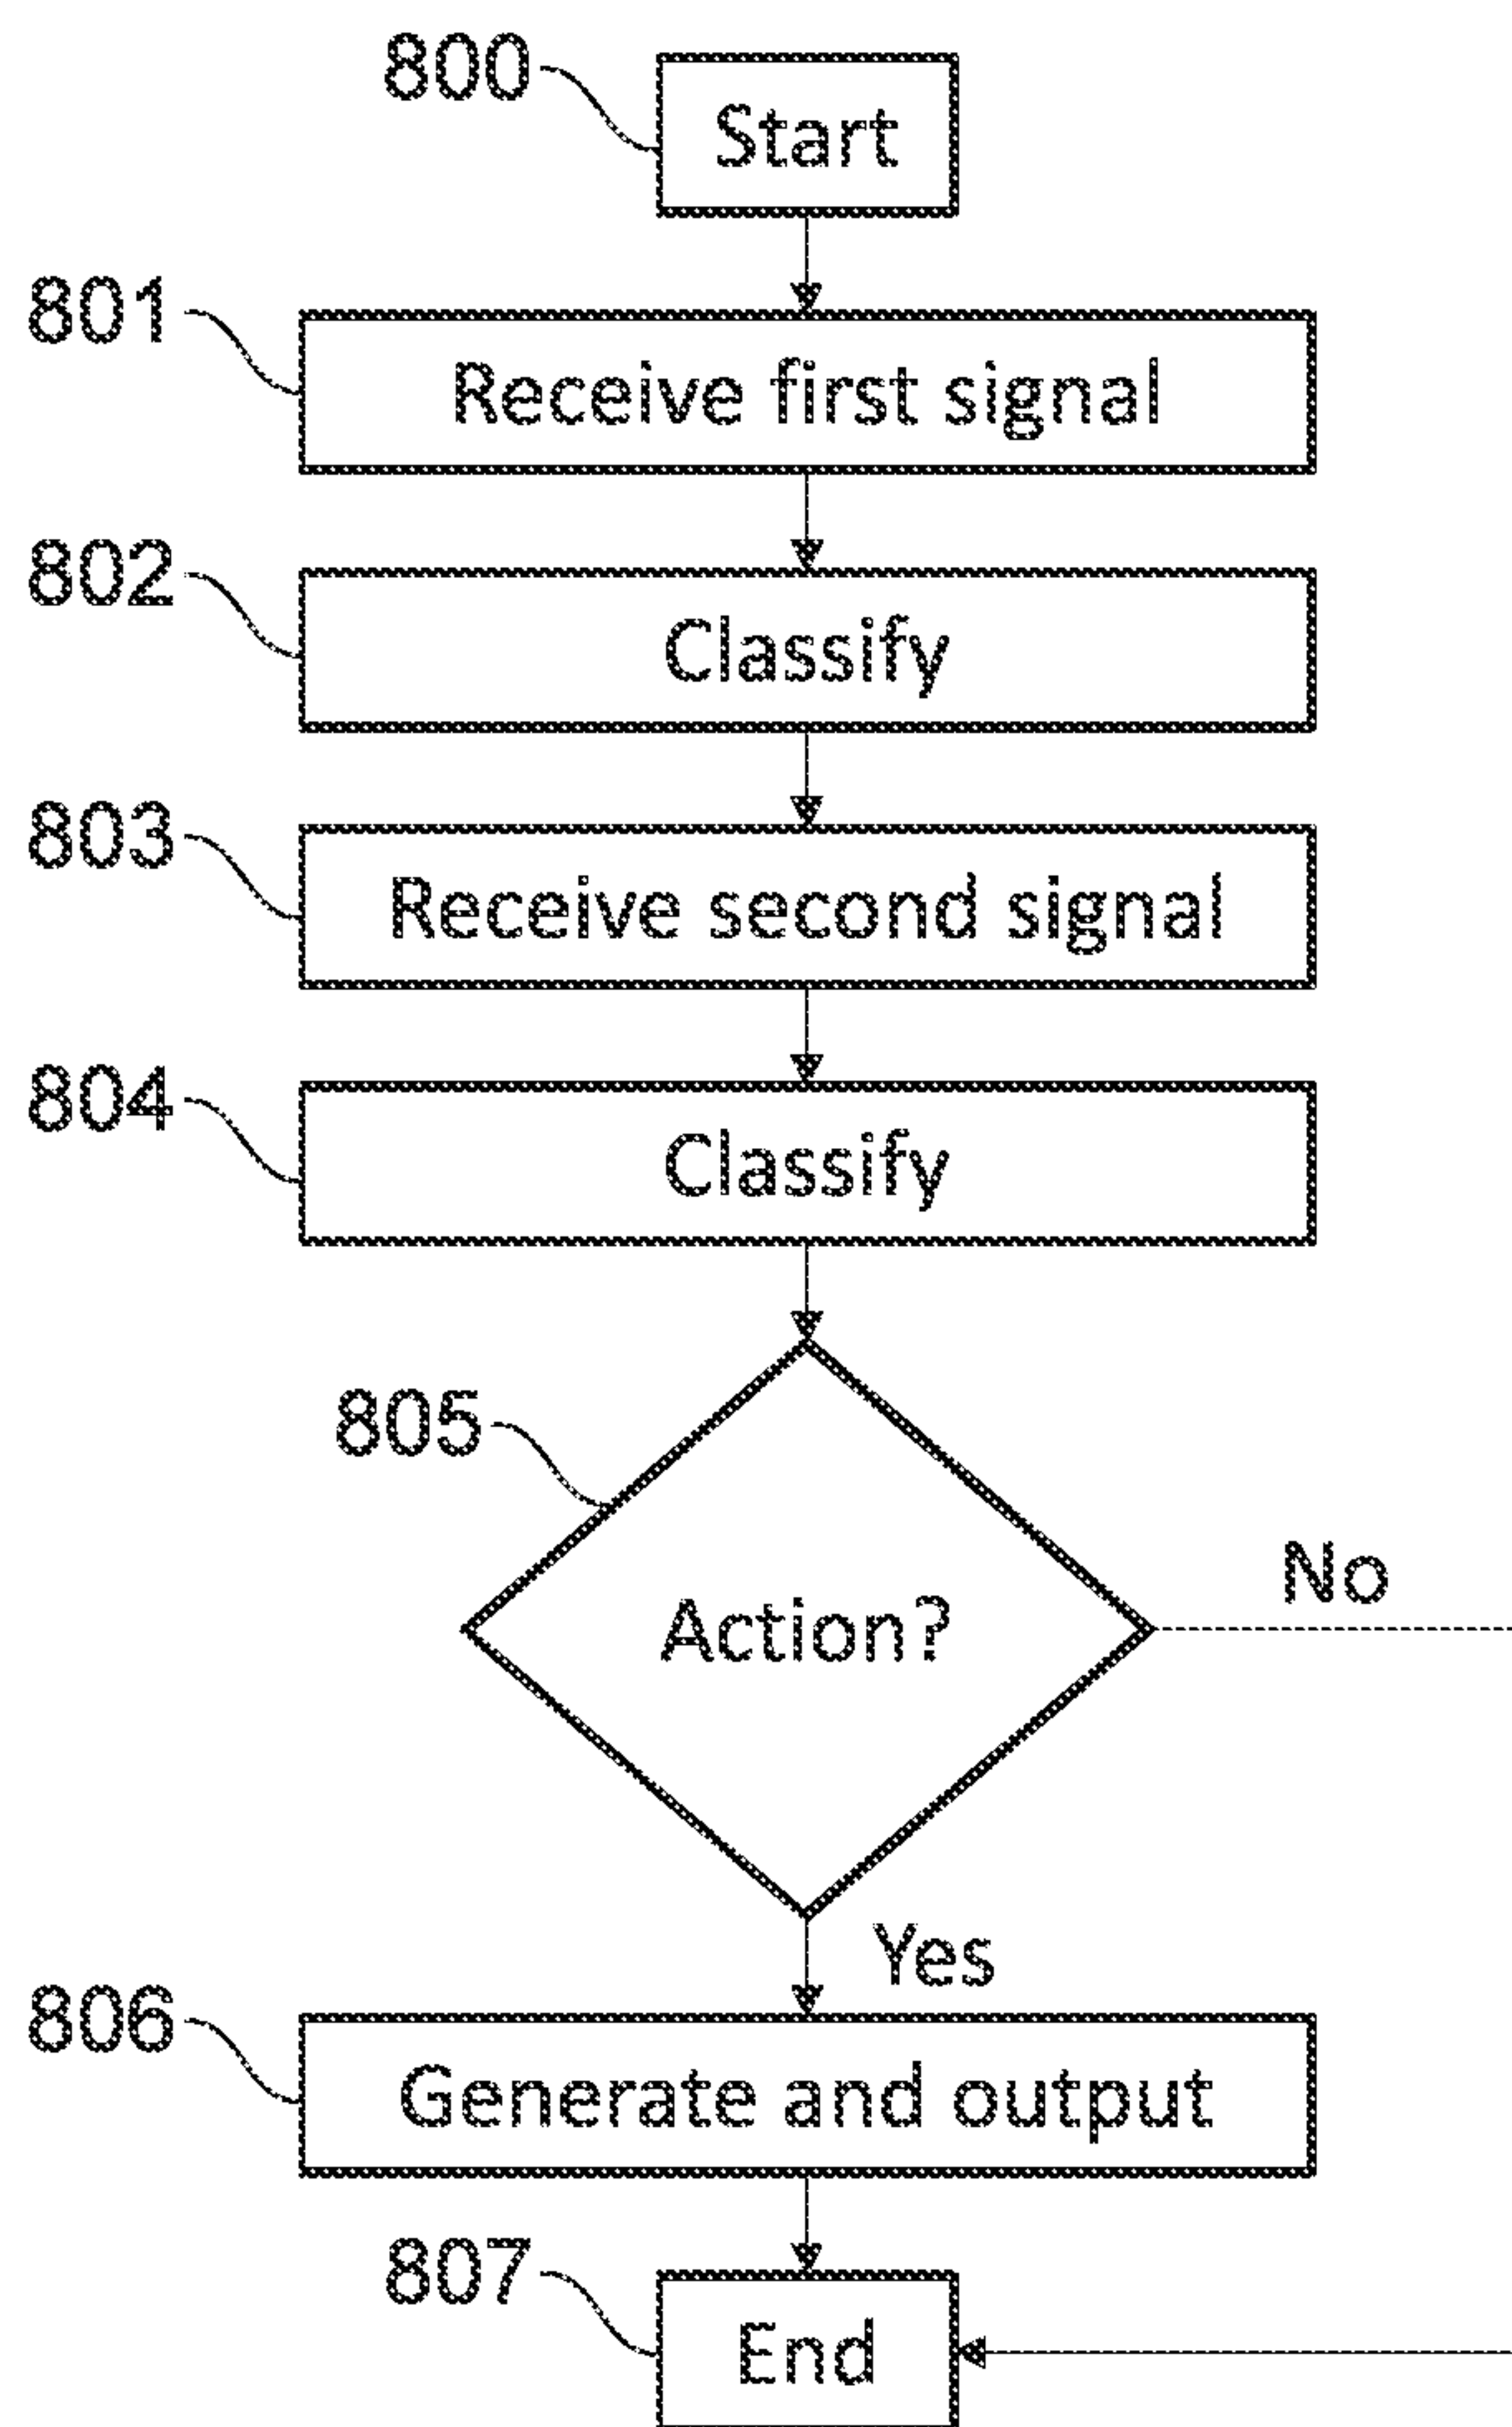 800
Start
801
Receive first signal
802
Classify
803
Receive second signal
804
Classify
805
Action?
No
Yes
806
Generate and output
807
End